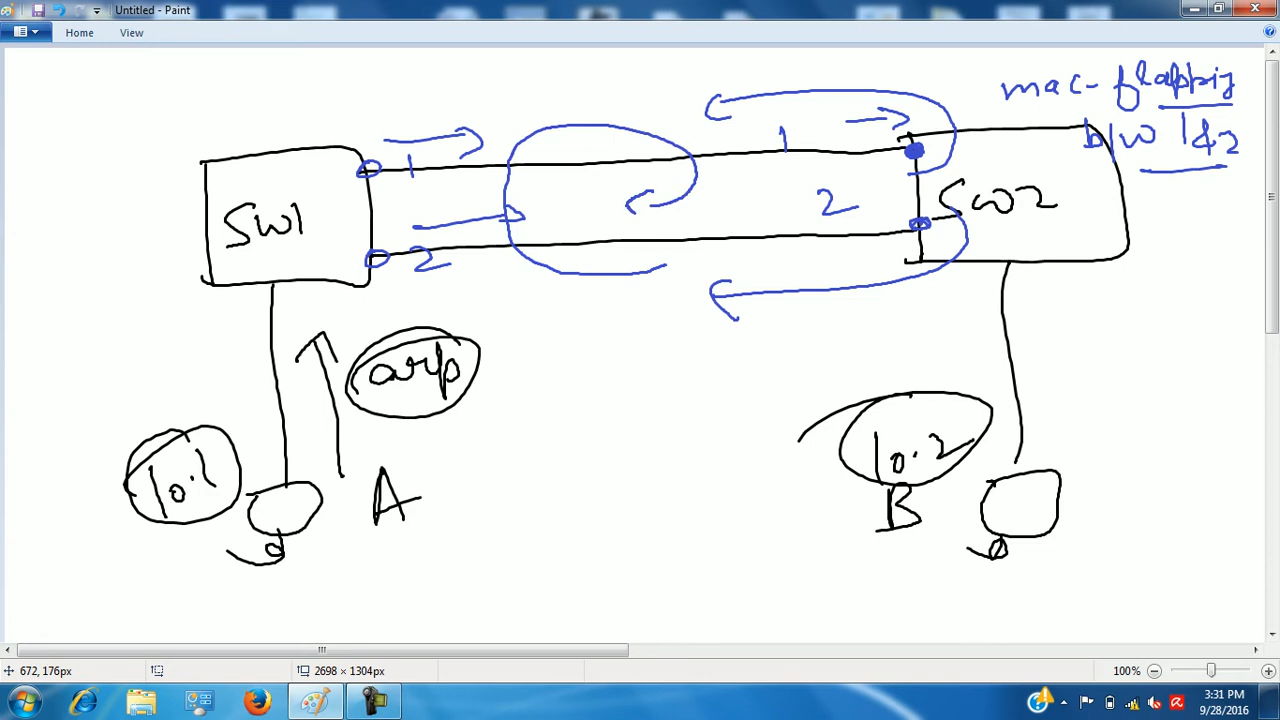 Untitled - Paint
Home
View
mac-flapping
b/w 1&2
1
1
SW1
2
SW2
2
arp
10.1
A
10.2
B
672, 176px
2698 × 1304px
100%
3:31 PM
9/28/2016